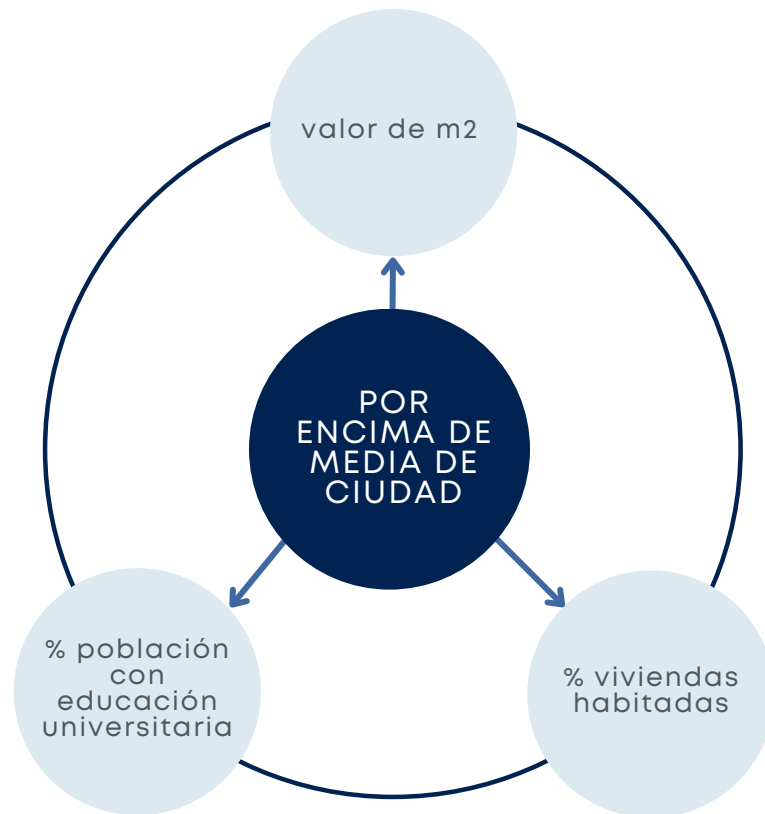 valor de m2
POR
ENCIMA DE
MEDIA DE
CIUDAD
% población
con
educación
universitaria
% viviendas
habitadas